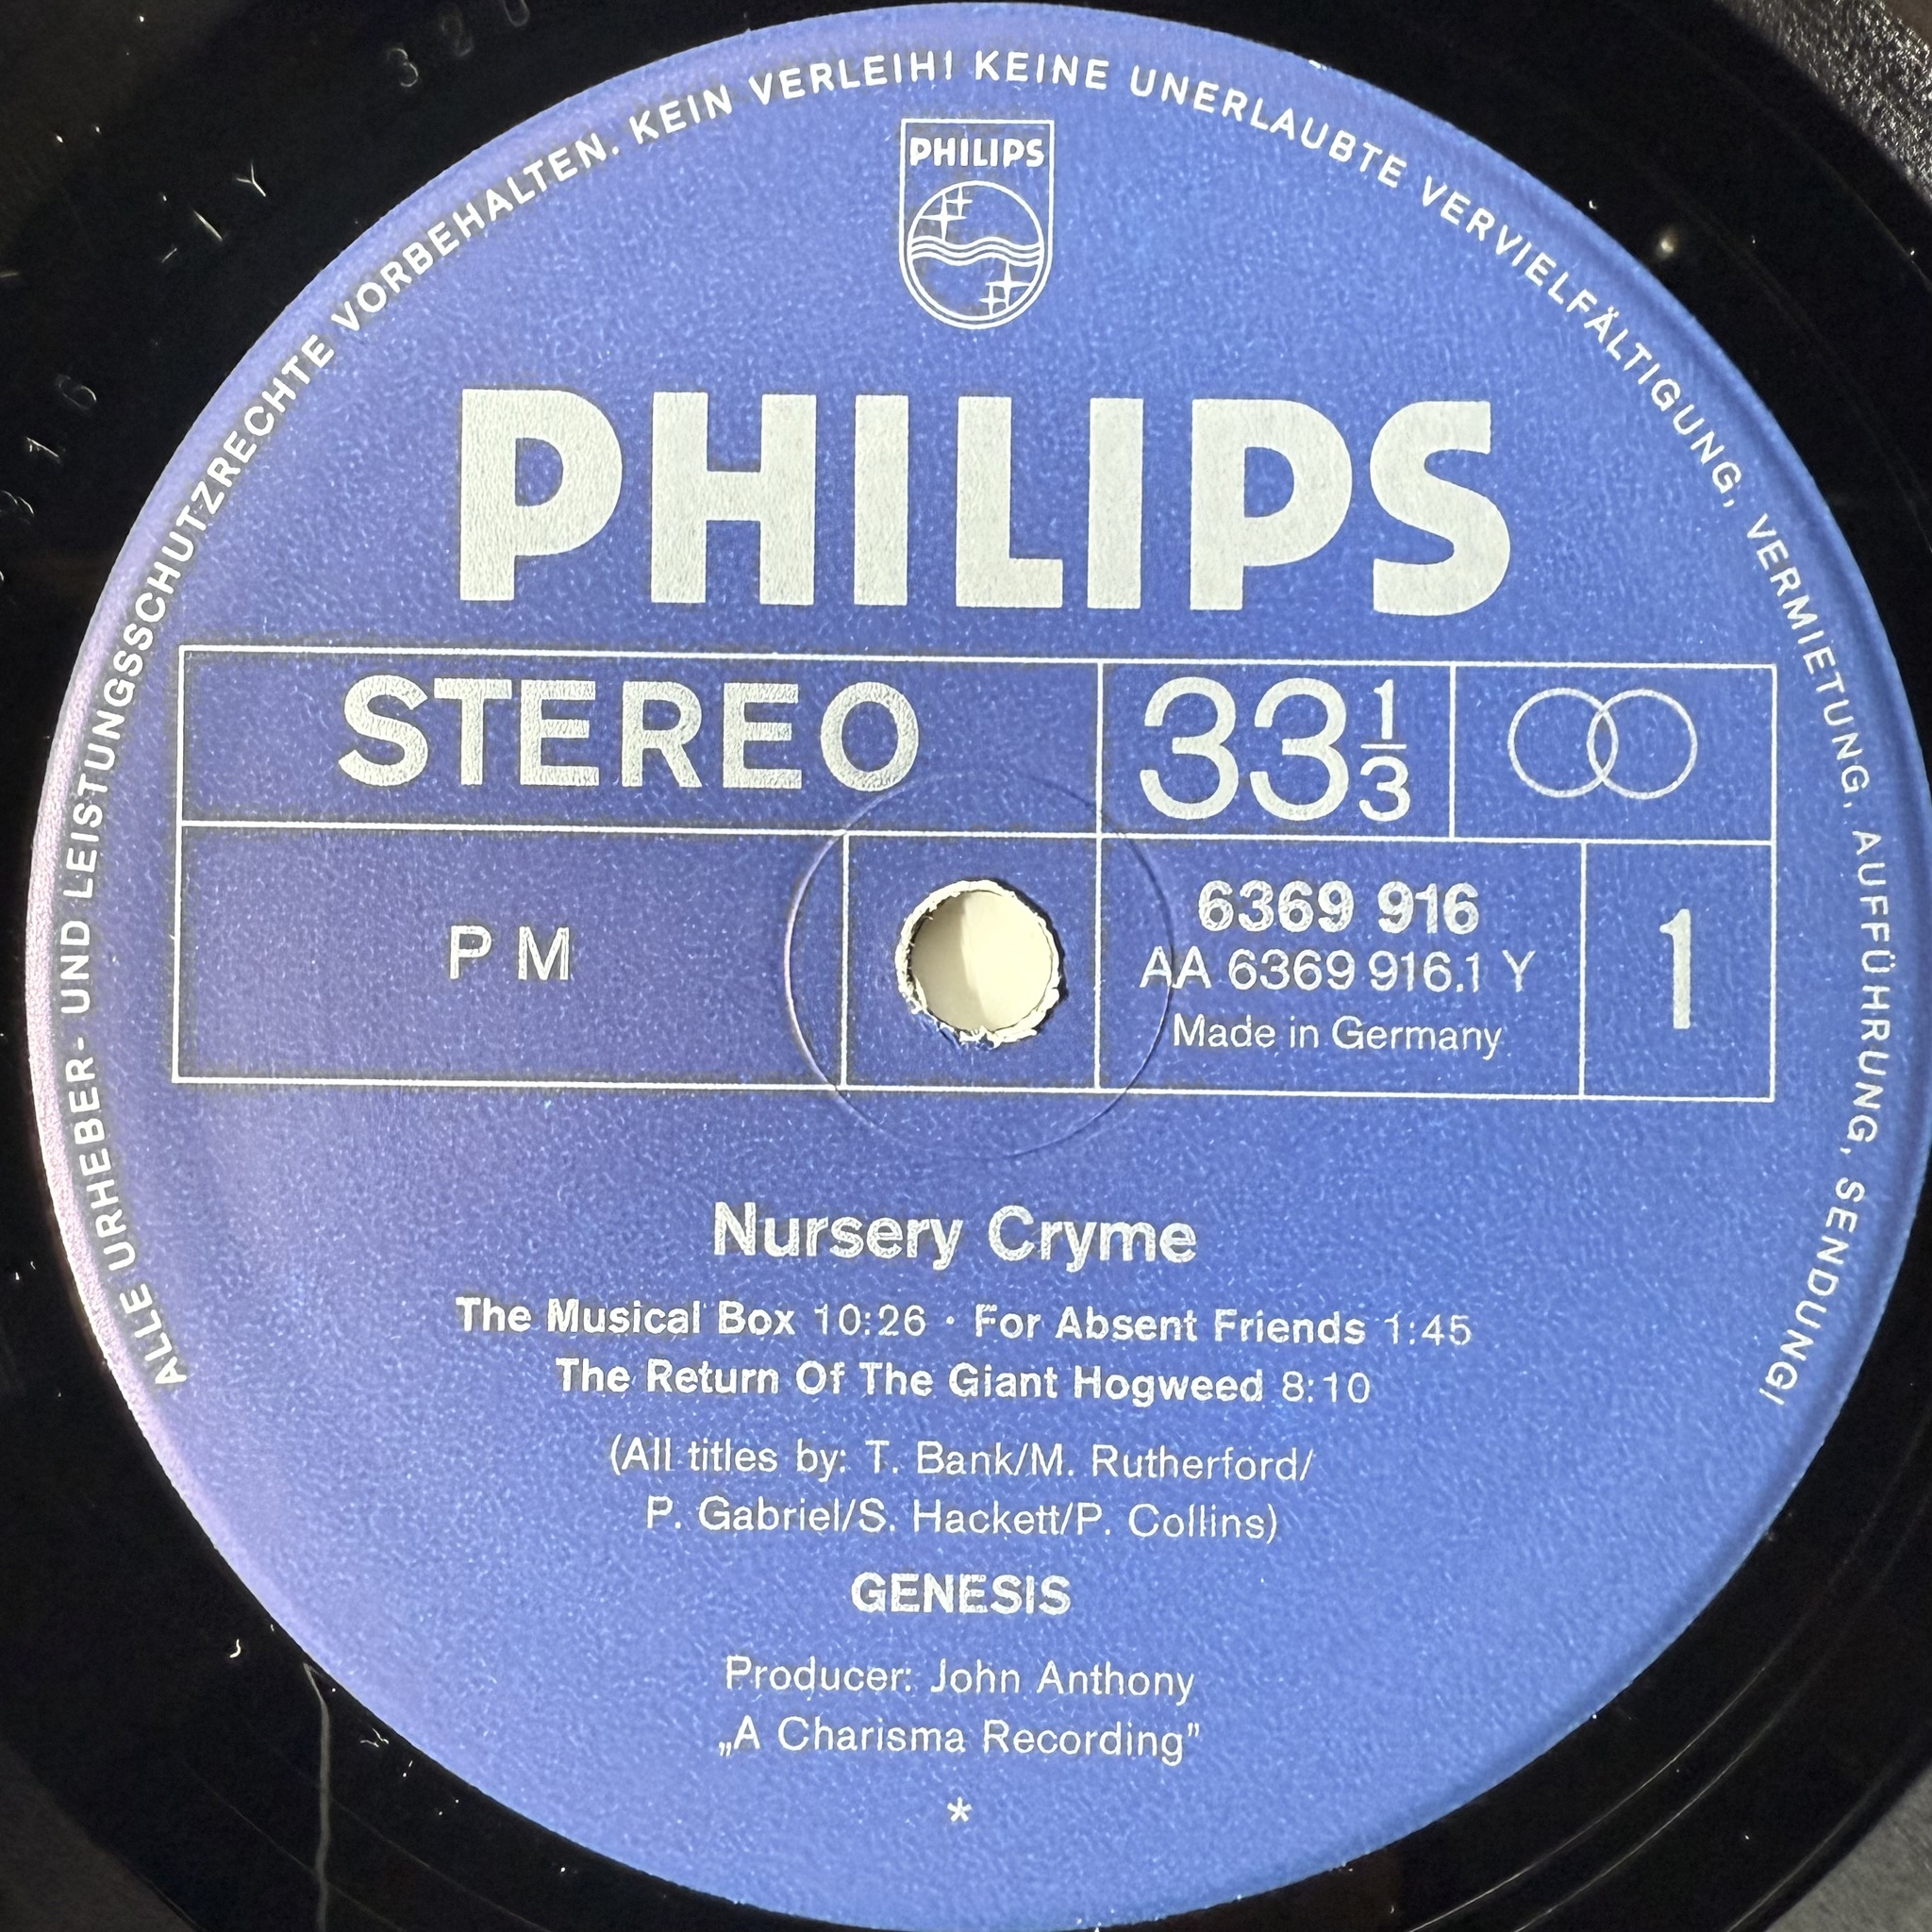 ALLE URHEBER- UND LEISTUNGSSCHUTZRECHTE VORBEHALTEN. KEIN VERLEIH! KEINE UNERLAUBTE VERVIELFÄLTIGUNG, VERMIETUNG, AUFFÜHRUNG, SENDUNG!
PHILIPS
PHILIPS
STEREO
33 1/3
P M
6369 916
AA 6369 916.1 Y
Made in Germany
1
Nursery Cryme
The Musical Box 10:26 · For Absent Friends 1:45
The Return Of The Giant Hogweed 8:10
(All titles by: T. Bank/M. Rutherford/
P. Gabriel/S. Hackett/P. Collins)
GENESIS
Producer: John Anthony
„A Charisma Recording”
*